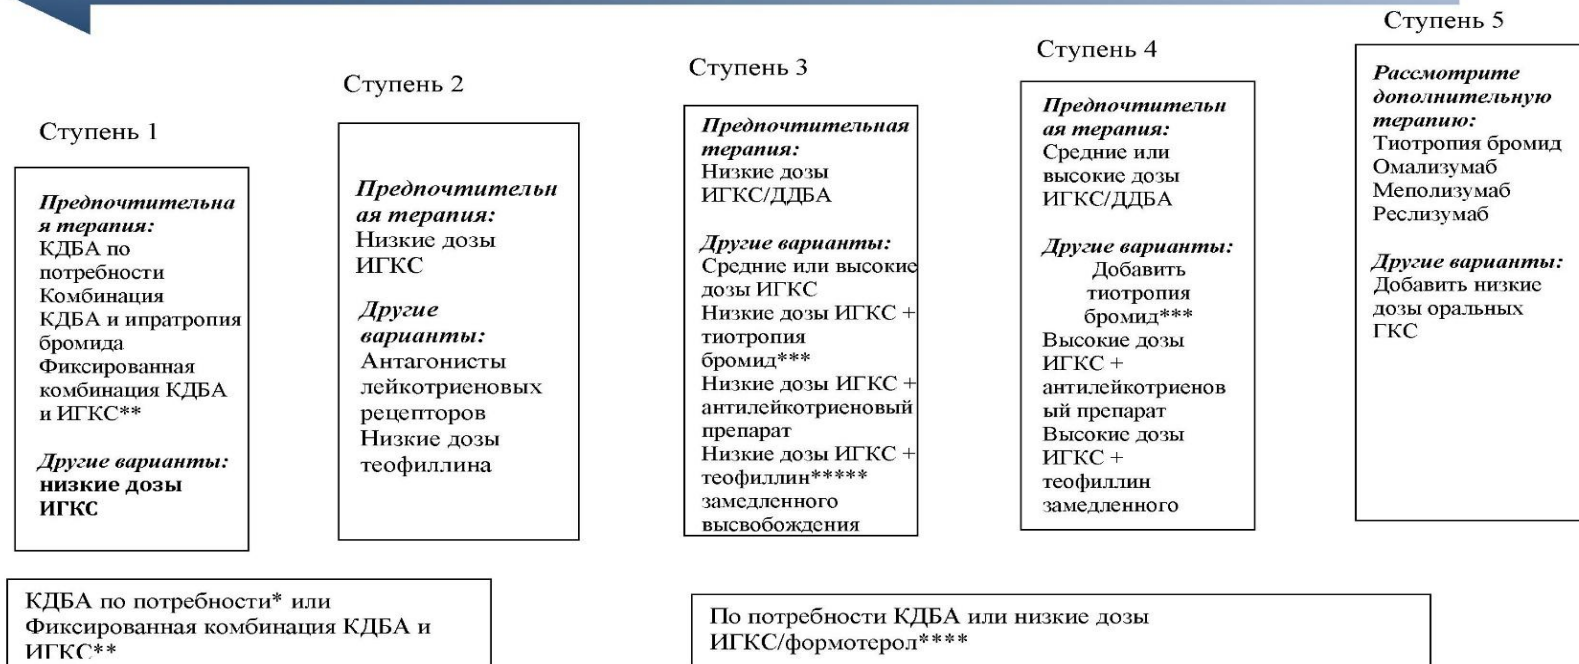 Ступень 1
Предпочтительна
я терапия:
КДБА по
потребности
Комбинация
КДБА и ипратропия
бромида
Фиксированная
комбинация КДБА
и ИГКС**
Другие варианты:
низкие дозы
ИГКС
Ступень 2
Предпочтительн
ая терапия:
Низкие дозы
ИГКС
Другие
варианты:
Антагонисты
лейкотриеновых
рецепторов
Низкие дозы
теофиллина
Ступень 3
Предпочтительная
терапия:
Низкие дозы
ИГКС/ДДБА
Другие варианты:
Средние или высокие
дозы ИГКС
Низкие дозы ИГКС +
тиотропия
бромид***
Низкие дозы ИГКС +
антилейкотриеновый
препарат
Низкие дозы ИГКС +
теофиллин*****
замедленного
высвобождения
Ступень 4
Предпочтительн
ая терапия:
Средние или
высокие дозы
ИГКС/ДДБА
Другие варианты:
Добавить
тиотропия
бромид***
Высокие дозы
ИГКС +
антилейкотриенов
ый препарат
Высокие дозы
ИГКС +
теофиллин
замедленного
Ступень 5
Рассмотрите
дополнительную
терапию:
Тиотропия бромид
Омализумаб
Меполизумаб
Реслизумаб
Другие варианты:
Добавить низкие
дозы оральных
ГКС
КДБА по потребности* или
Фиксированная комбинация КДБА и
ИГКС**
По потребности КДБА или низкие дозы
ИГКС/формотерол****